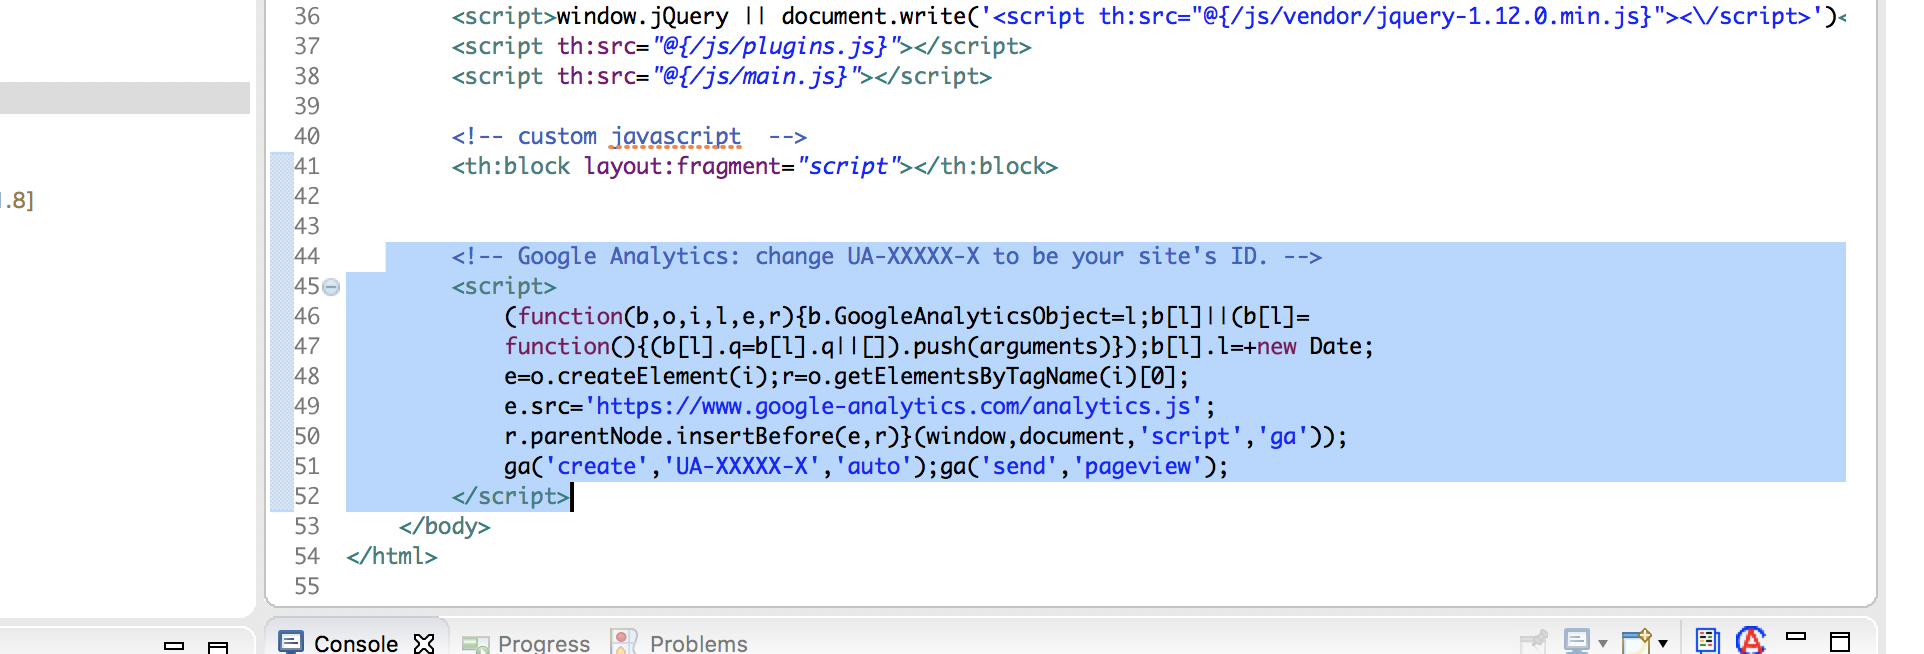 36 <script>window.jQuery || document.write('<script th:src="@{/js/vendor/jquery-1.12.0.min.js}"><\/script>')<
37 <script th:src="@{/js/plugins.js}"></script>
38 <script th:src="@{/js/main.js}"></script>
39
40 <!-- custom javascript  -->
41 <th:block layout:fragment="script"></th:block>
.8]
42
43
44 <!-- Google Analytics: change UA-XXXXX-X to be your site's ID. -->
45 <script>
46 (function(b,o,i,l,e,r){b.GoogleAnalyticsObject=l;b[l]||(b[l]=
47 function(){(b[l].q=b[l].q||[]).push(arguments)});b[l].l=+new Date;
48 e=o.createElement(i);r=o.getElementsByTagName(i)[0];
49 e.src='https://www.google-analytics.com/analytics.js';
50 r.parentNode.insertBefore(e,r)}(window,document,'script','ga'));
51 ga('create','UA-XXXXX-X','auto');ga('send','pageview');
52 </script>
53 </body>
54 </html>
55
Console Progress Problems